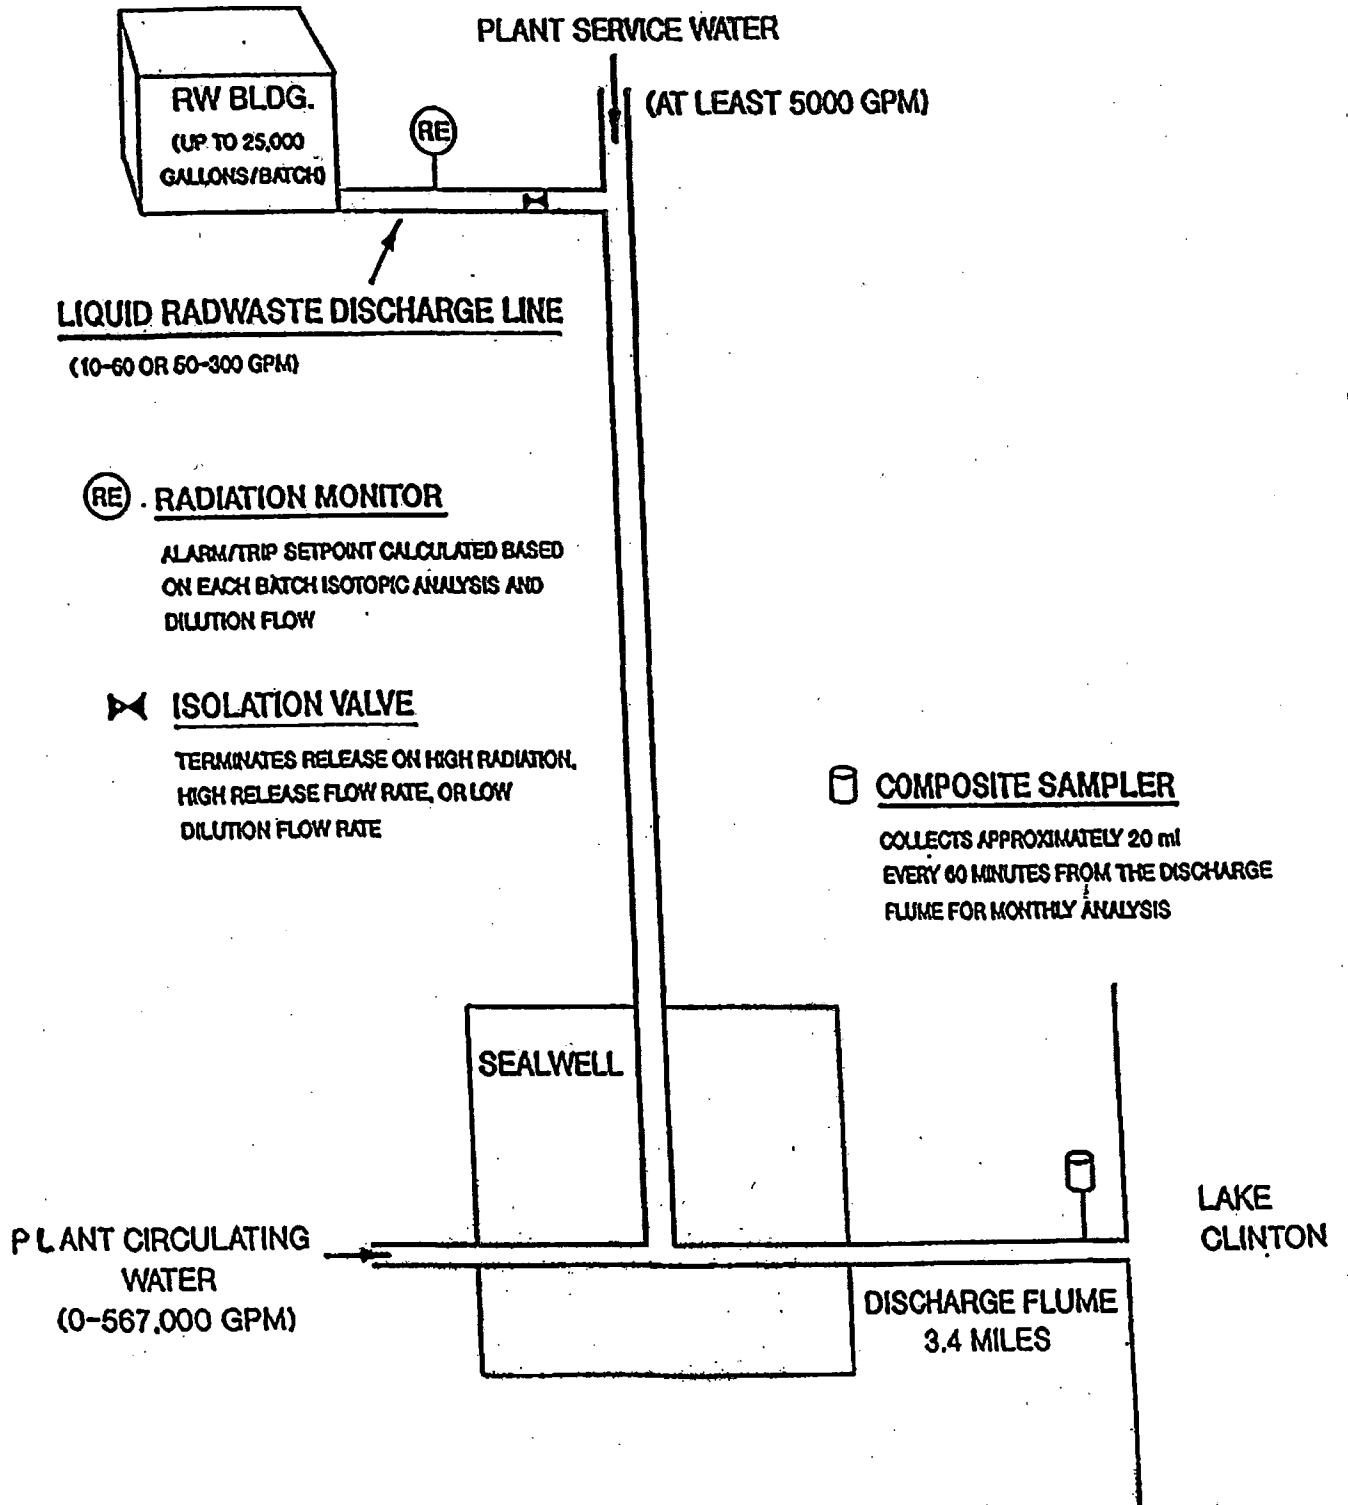 PLANT SERVICE WATER
(AT LEAST 5000 GPM)
RW BLDG.
(UP TO 25,000
GALLONS/BATCH)
RE
LIQUID RADWASTE DISCHARGE LINE
(10-60 OR 50-300 GPM)
RE
RADIATION MONITOR
ALARM/TRIP SETPOINT CALCULATED BASED
ON EACH BATCH ISOTOPIC ANALYSIS AND
DILUTION FLOW
ISOLATION VALVE
TERMINATES RELEASE ON HIGH RADIATION,
HIGH RELEASE FLOW RATE, OR LOW
DILUTION FLOW RATE
COMPOSITE SAMPLER
COLLECTS APPROXIMATELY 20 ml
EVERY 60 MINUTES FROM THE DISCHARGE
FLUME FOR MONTHLY ANALYSIS
SEALWELL
PLANT CIRCULATING
WATER
(0-567,000 GPM)
DISCHARGE FLUME
3.4 MILES
LAKE
CLINTON